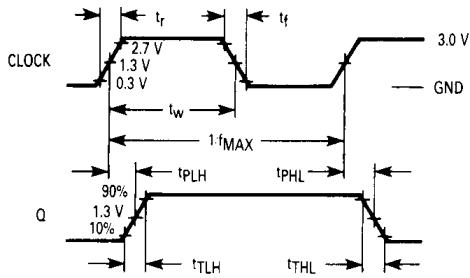 tr
tf
2.7 V
3.0 V
CLOCK
1.3 V
0.3 V
GND
tw
1/fMAX
tPLH
tPHL
90%
Q
1.3 V
10%
tTLH
tTHL